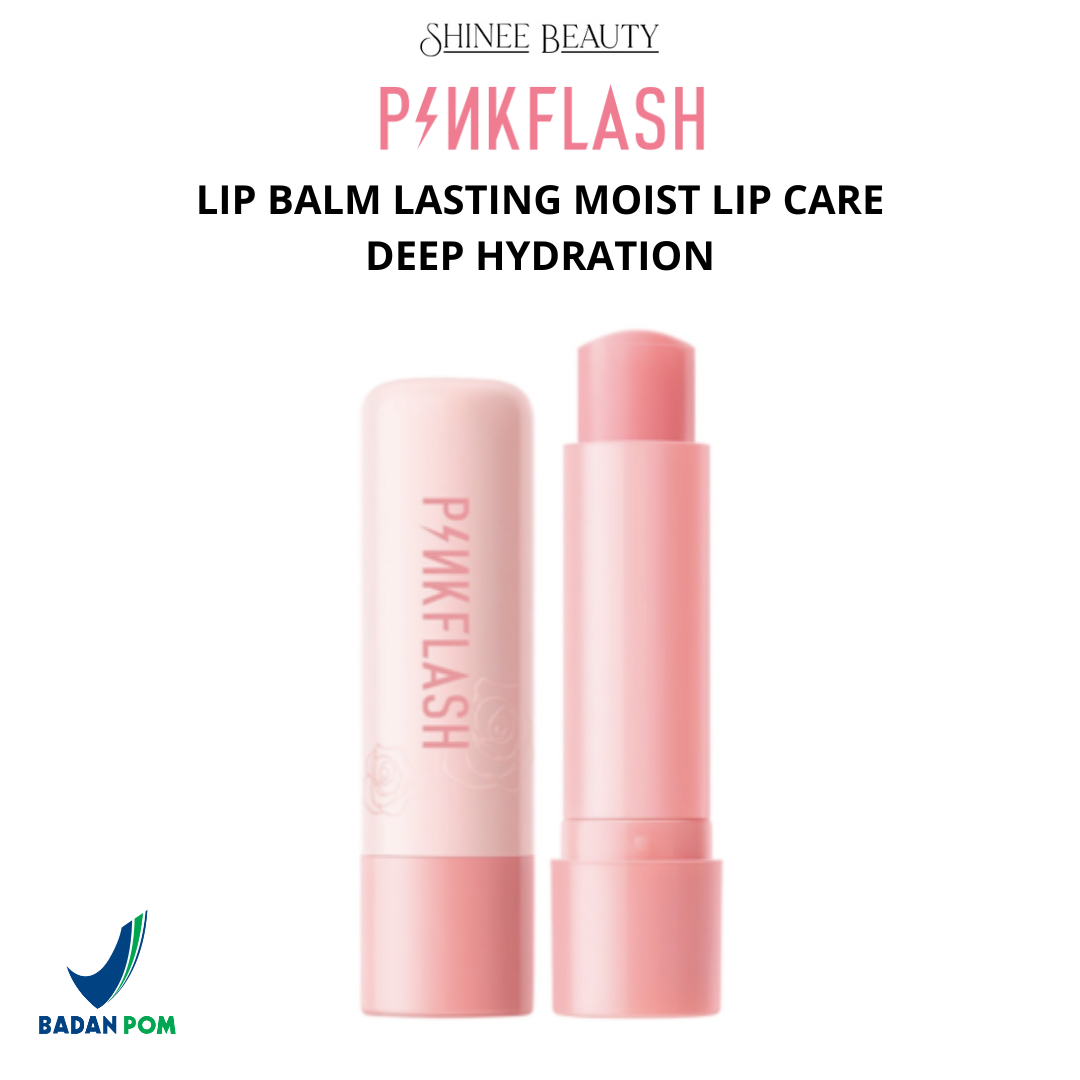 SHINEE BEAUTY
PINKFLASH
LIP BALM LASTING MOIST LIP CARE
DEEP HYDRATION
PINKFLASH
BADAN POM